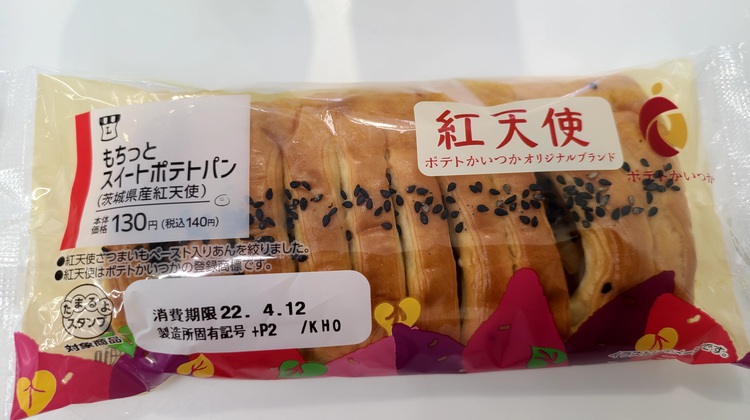 もちっと
スイートポテトパン
(茨城県産紅天使)
本体
価格 130円(税込140円)
●紅天使さつまいもペースト入りあんを絞りました。
●紅天使はポテトかいつかの登録商標です。
たまるよ
スタンプ
対象商品
消費期限 22. 4.12
製造所固有記号 +P2 /KHO
紅天使
ポテトかいつかオリジナルブランド
ポテトかいつか